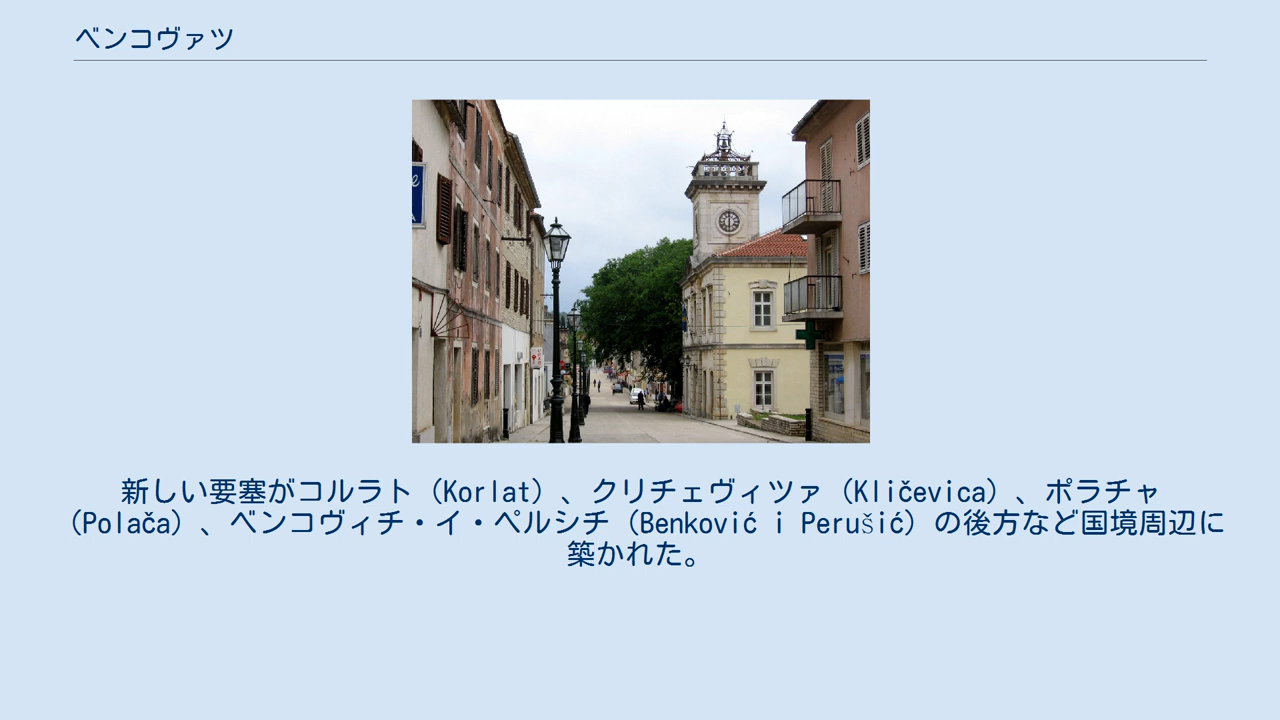 ベンコヴァツ
新しい要塞がコルラト（Korlat）、クリチェヴィツァ（Kličevica）、ポラチャ
（Polača）、ベンコヴィチ・イ・ペルシチ（Benković i Perušić）の後方など国境周辺に
築かれた。